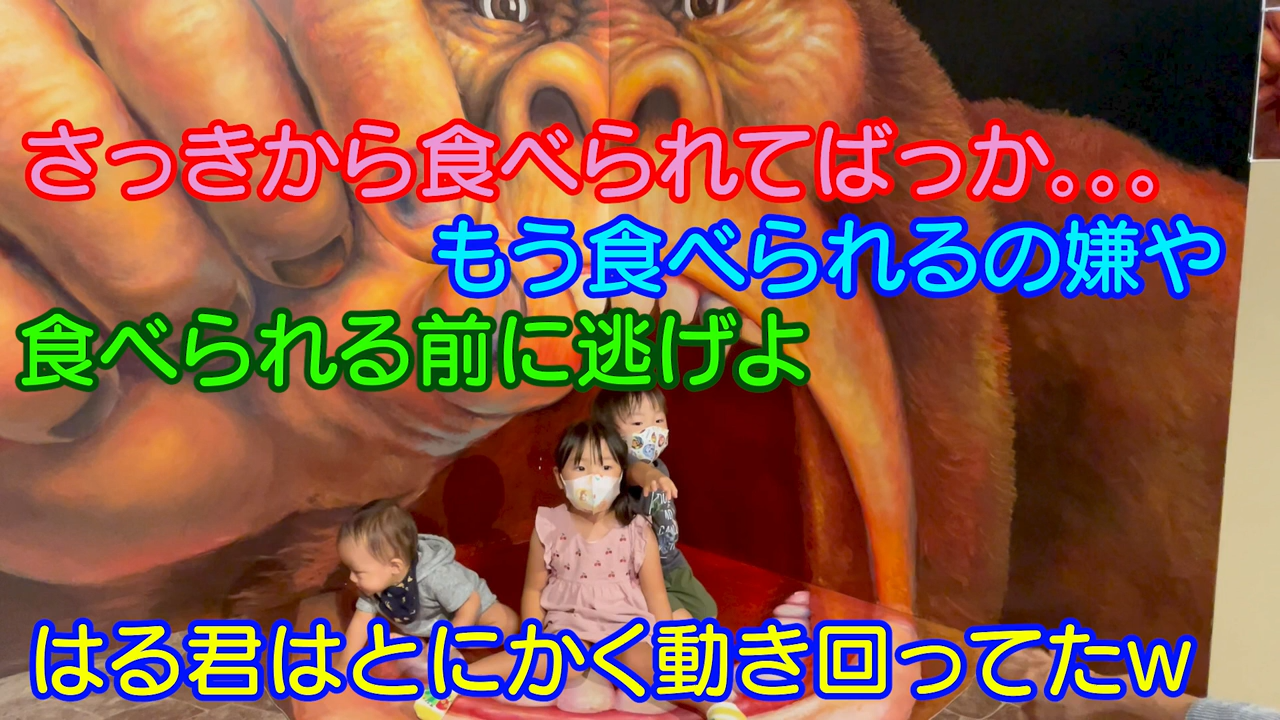 さっきから食べられてばっか。。。
もう食べられるの嫌や
食べられる前に逃げよ
はる君はとにかく動き回ってたw